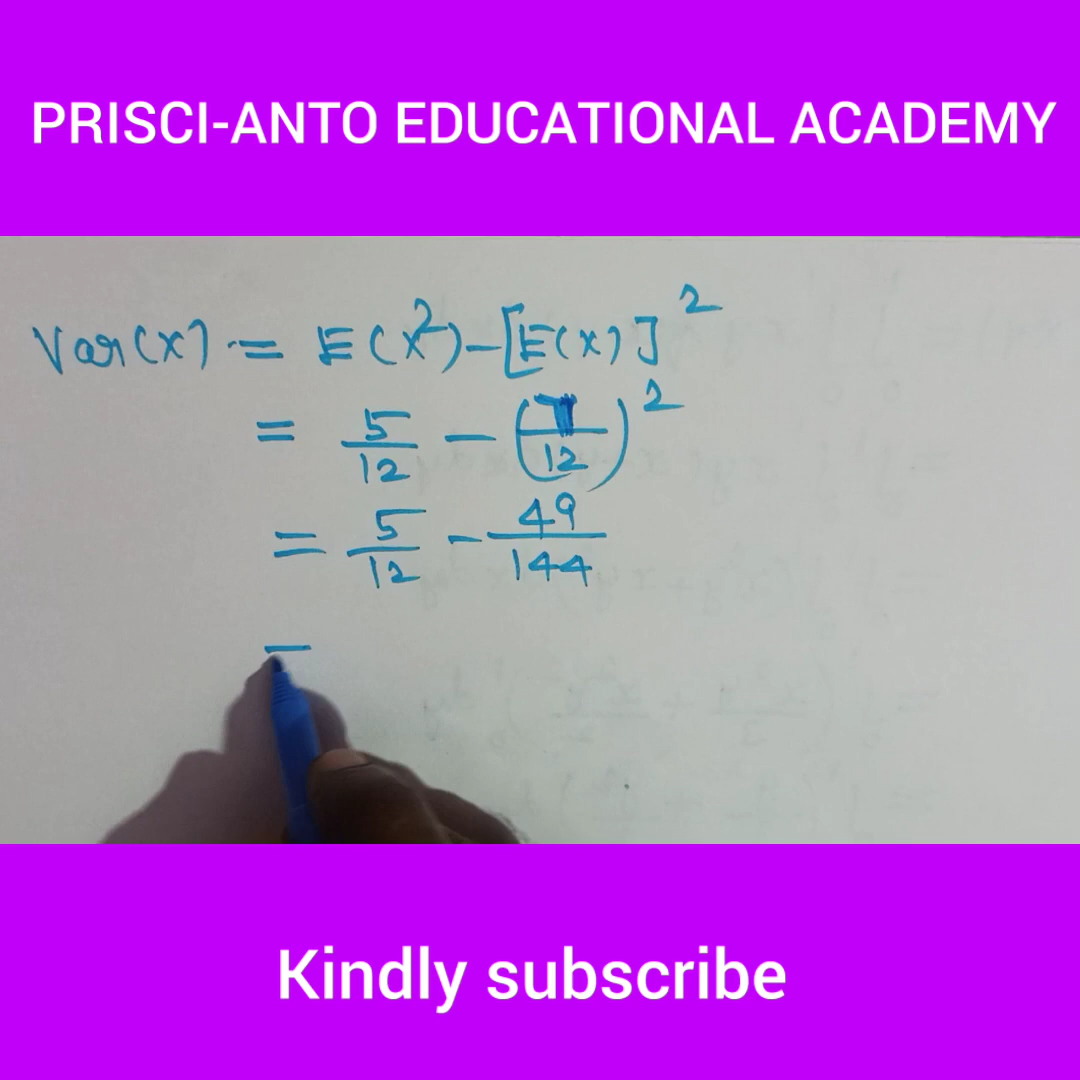 PRISCI-ANTO EDUCATIONAL ACADEMY
Var(x) = E(x²) - [E(x)]²
= 5/12 - (7/12)²
= 5/12 - 49/144
Kindly subscribe